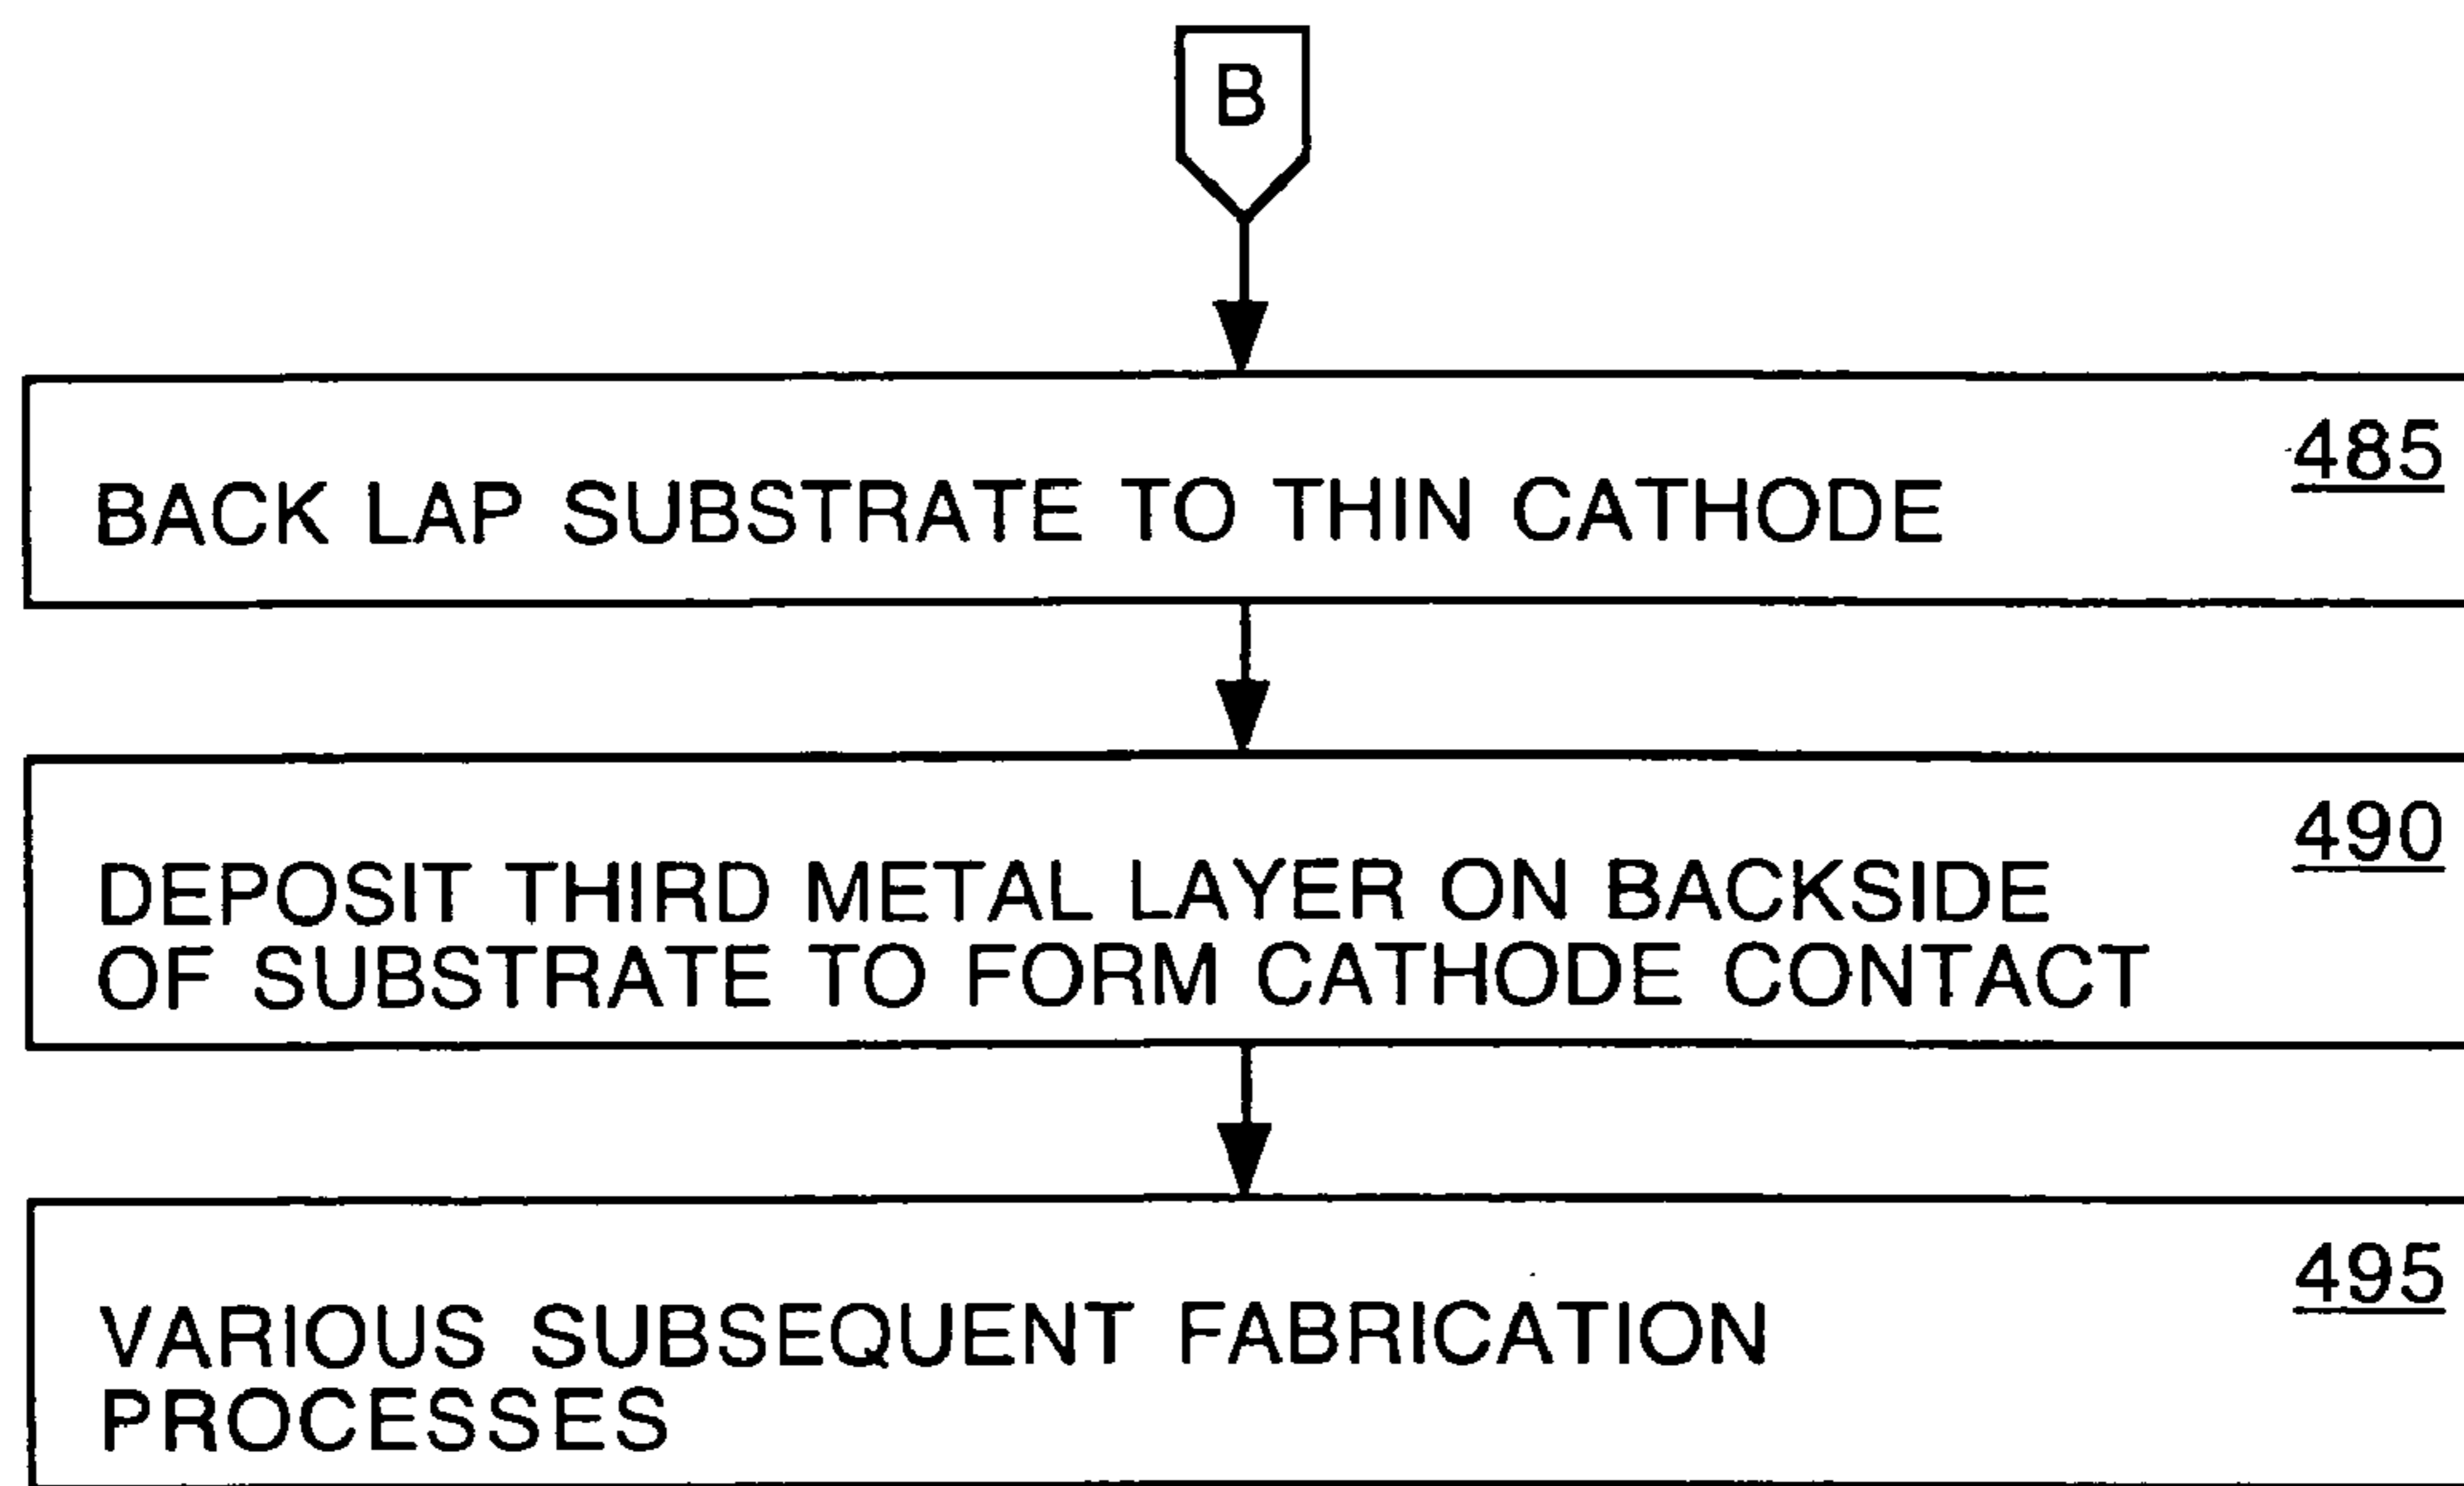 B
485
BACK LAP SUBSTRATE TO THIN CATHODE
490
DEPOSIT THIRD METAL LAYER ON BACKSIDE
OF SUBSTRATE TO FORM CATHODE CONTACT
495
VARIOUS SUBSEQUENT FABRICATION
PROCESSES